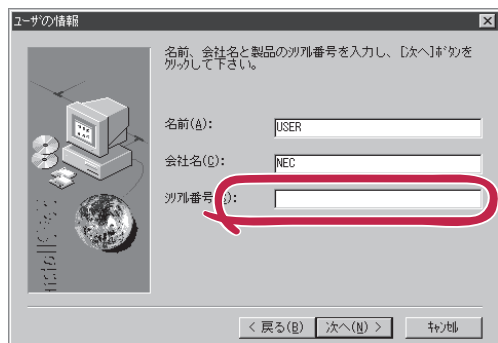 ユーザの情報
名前、会社名と製品のｼﾘｱﾙ番号を入力し、[次へ]ﾎﾞﾀﾝを
ｸﾘｯｸして下さい。
名前(A):
USER
会社名(C):
NEC
ｼﾘｱﾙ番号
):
< 戻る(B)
次へ(N) >
ｷｬﾝｾﾙ